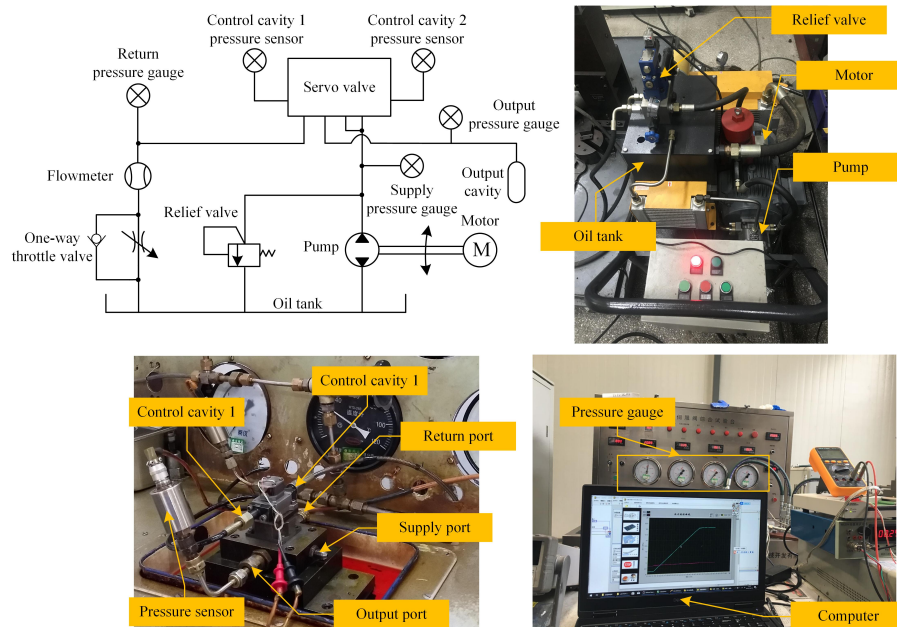 Control cavity 1
pressure sensor
Control cavity 2
pressure sensor
Return
pressure gauge
Servo valve
Output
pressure gauge
Flowmeter
Supply
pressure gauge
Output
cavity
Relief valve
Motor
One-way
throttle valve
Pump
M
Oil tank
Relief valve
Motor
Pump
Oil tank
Control cavity 1
Control cavity 1
Return port
Supply port
Pressure sensor
Output port
Pressure gauge
Computer